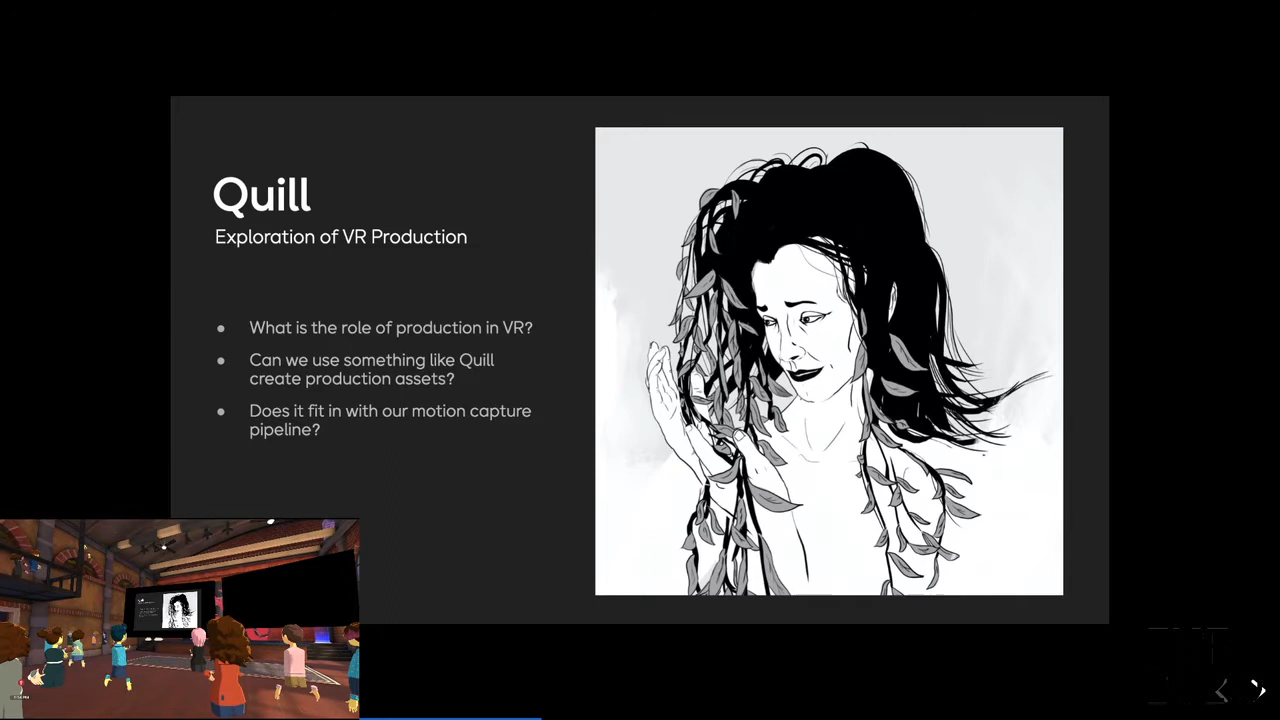 Quill
Exploration of VR Production
● What is the role of production in VR?
● Can we use something like Quill
create production assets?
● Does it fit in with our motion capture
pipeline?